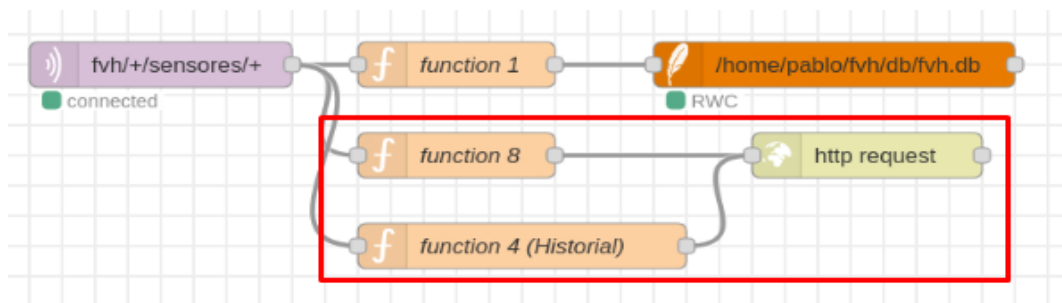 fvh/+/sensores/+
function 1
/home/pablo/fvh/db/fvh.db
connected
RWC
function 8
http request
function 4 (Historial)